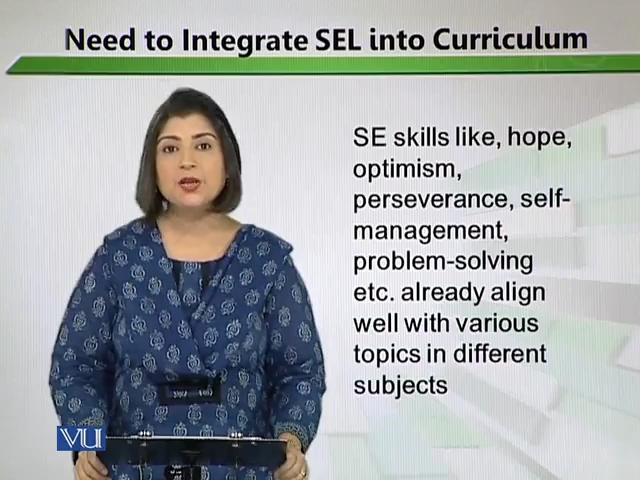 Need to Integrate SEL into Curriculum
SE skills like, hope,
optimism,
perseverance, self-
management,
problem-solving
etc. already align
well with various
topics in different
subjects
VU